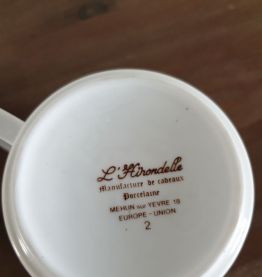 L'Hirondelle
Manufacture de cadeaux
Porcelaine
MEHUN sur YEVRE 18
EUROPE - UNION
2